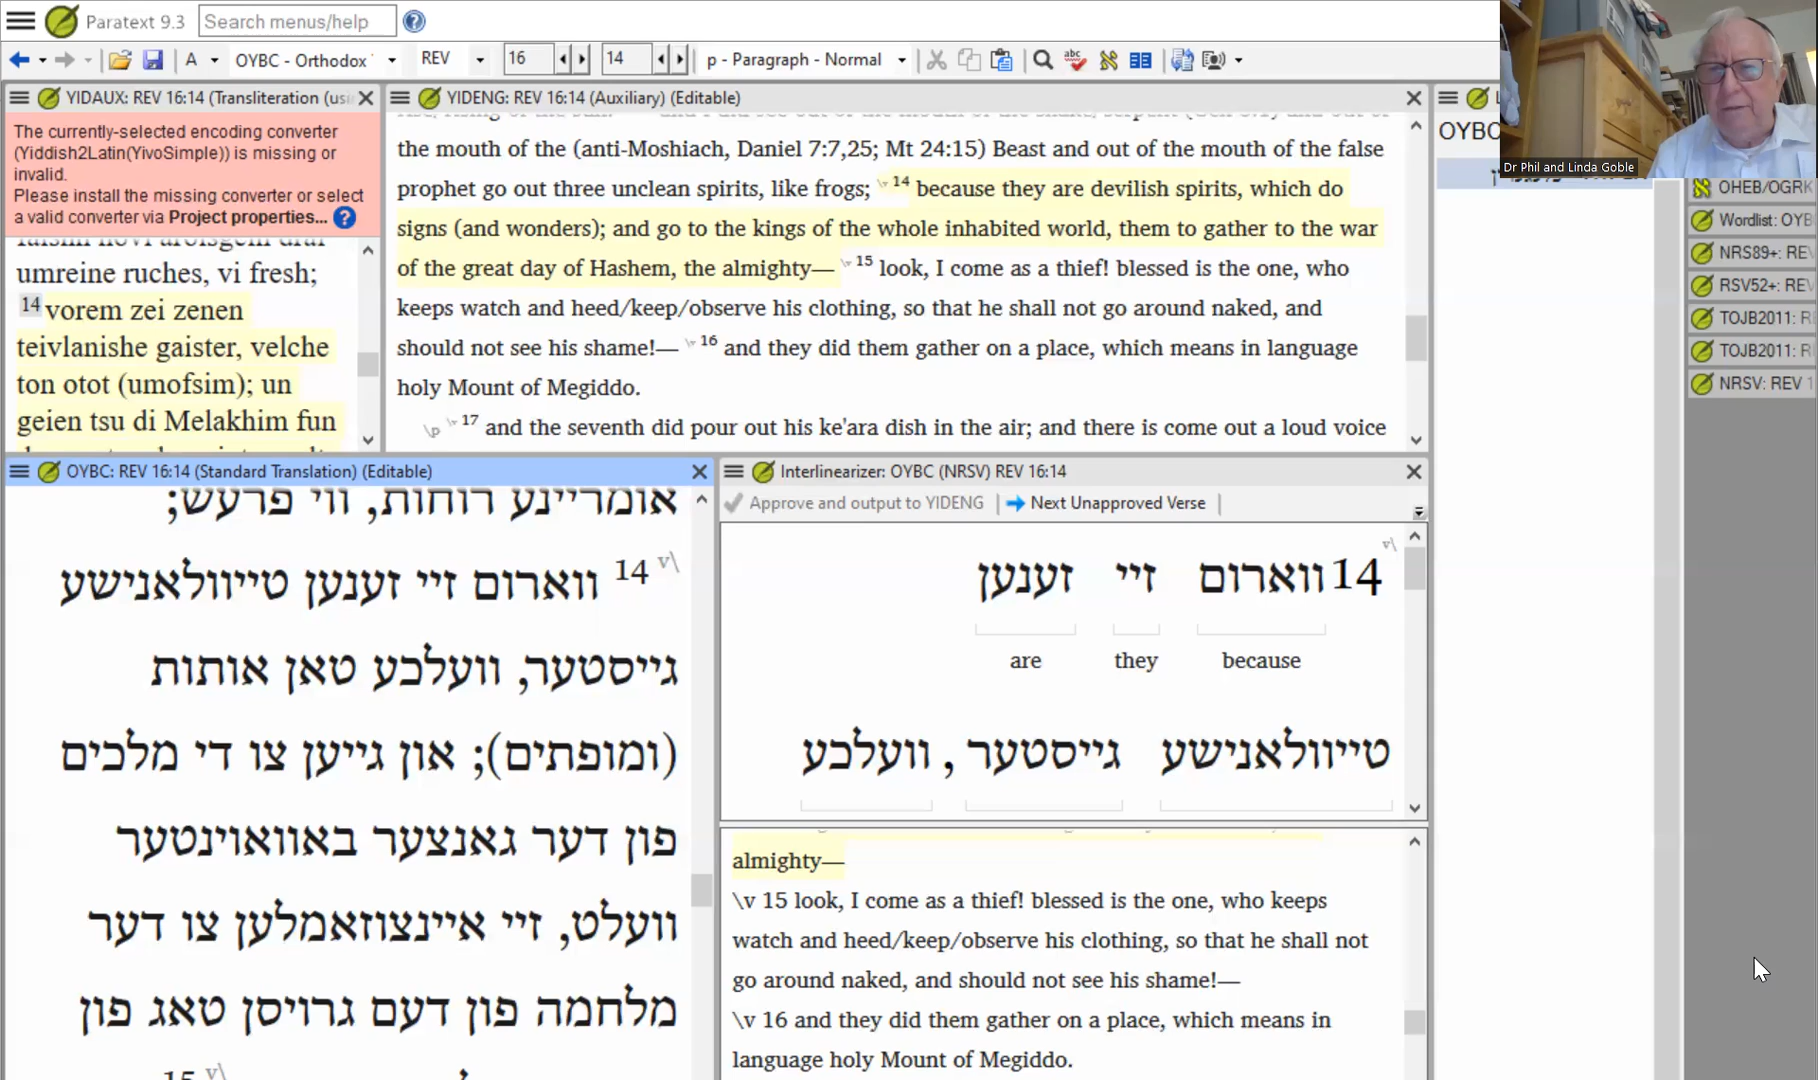 Paratext 9.3
Search menus/help
A
OYBC - Orthodox
REV
16
14
p - Paragraph - Normal
abc
Dr Phil and Linda Goble
YIDAUX: REV 16:14 (Transliteration (us
The currently-selected encoding converter
(Yiddish2Latin(YivoSimple)) is missing or
invalid.
Please install the missing converter or select
a valid converter via Project properties...
umreine ruches, vi fresh;
14 vorem zei zenen
teivlanishe gaister, velche
ton otot (umofsim); un
geien tsu di Melakhim fun
YIDENG: REV 16:14 (Auxiliary) (Editable)
the mouth of the (anti-Moshiach, Daniel 7:7,25; Mt 24:15) Beast and out of the mouth of the false
prophet go out three unclean spirits, like frogs; \v 14 because they are devilish spirits, which do
signs (and wonders); and go to the kings of the whole inhabited world, them to gather to the war
of the great day of Hashem, the almighty— \v 15 look, I come as a thief! blessed is the one, who
keeps watch and heed/keep/observe his clothing, so that he shall not go around naked, and
should not see his shame!— \v 16 and they did them gather on a place, which means in language
holy Mount of Megiddo.
\p \v 17 and the seventh did pour out his ke'ara dish in the air; and there is come out a loud voice
OYBC
OHEB/OGRK
Wordlist: OYB
NRS89+: REV
RSV52+: REV
TOJB2011: R
TOJB2011: R
NRSV: REV 1
OYBC: REV 16:14 (Standard Translation) (Editable)
אומריינע רוחות, ווי פרעש;
\v 14 ווארום זיי זענען טייוולאנישע
גייסטער, וועלכע טאן אותות
(ומופתים); און גייען צו די מלכים
פון דער גאנצער באוואוינטער
וועלט, זיי איינצוזאמלען צו דער
מלחמה פון דעם גרויסן טאג פון
\v 15
Interlinearizer: OYBC (NRSV) REV 16:14
Approve and output to YIDENG
Next Unapproved Verse
\v
14 ווארום זיי זענען
are they because
טייוולאנישע גייסטער, וועלכע
almighty—
\v 15 look, I come as a thief! blessed is the one, who keeps
watch and heed/keep/observe his clothing, so that he shall not
go around naked, and should not see his shame!—
\v 16 and they did them gather on a place, which means in
language holy Mount of Megiddo.